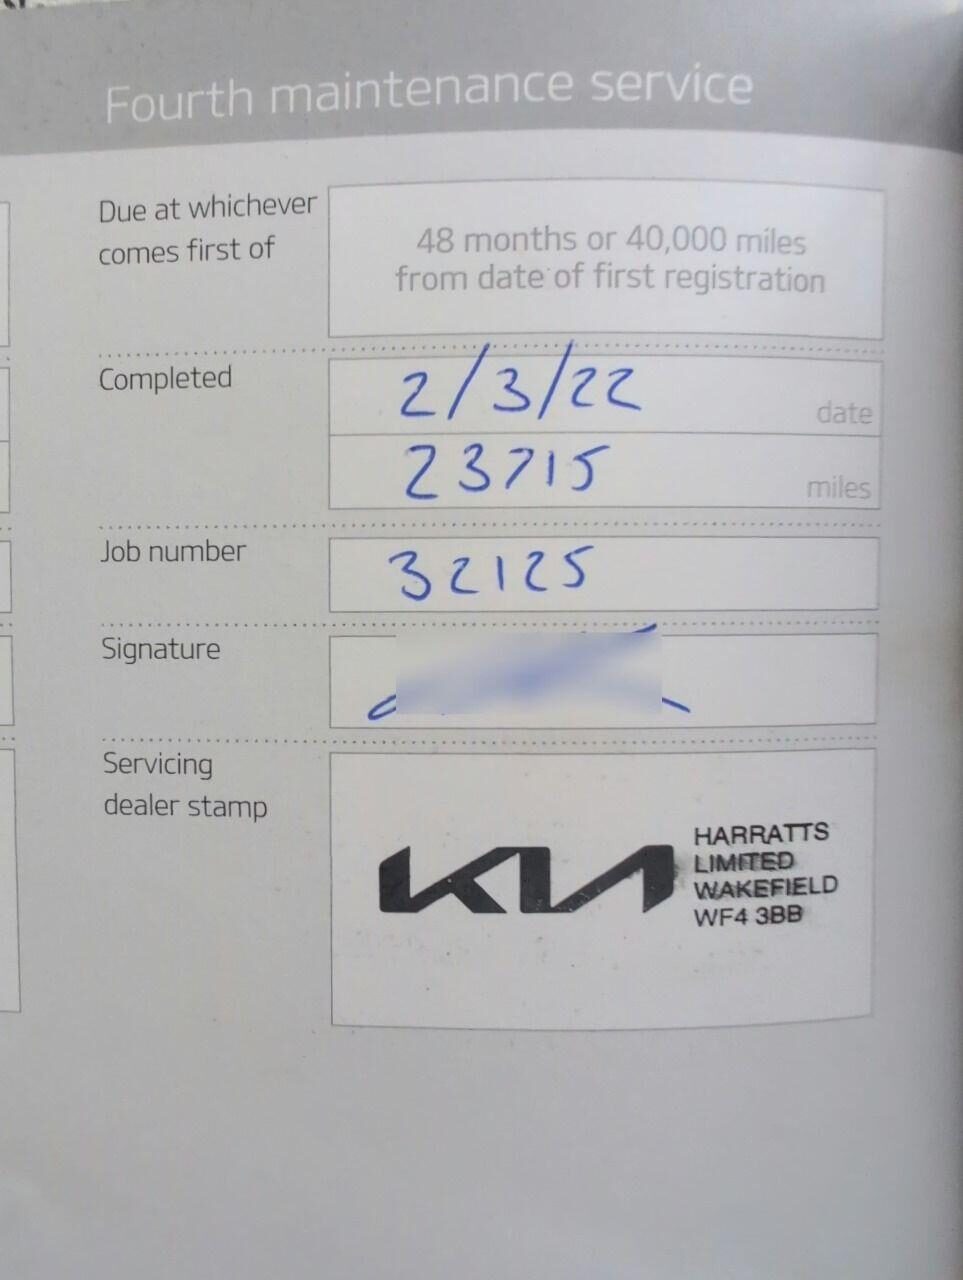 Fourth maintenance service
Due at whichever
comes first of
48 months or 40,000 miles
from date of first registration
Completed
2/3/22
date
23715
miles
Job number
32125
Signature
Servicing
dealer stamp
KIA
HARRATTS
LIMITED
WAKEFIELD
WF4 3BB